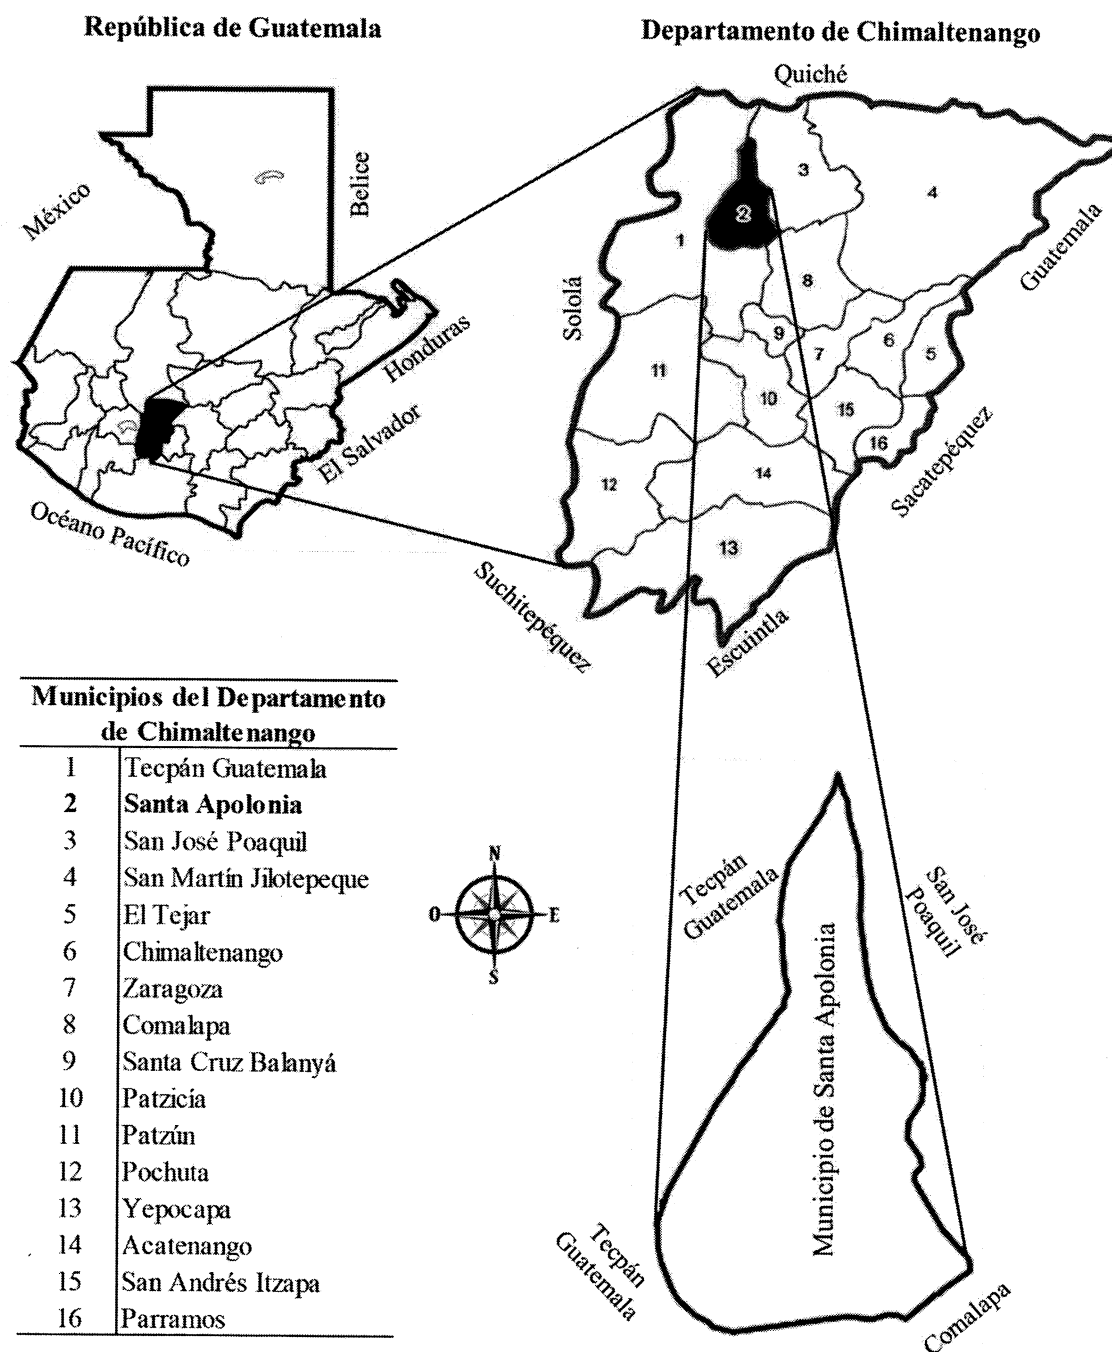 República de Guatemala
Departamento de Chimaltenango
Quiché
México
Belice
Honduras
El Salvador
Océano Pacífico
Sololá
Guatemala
Sacatepéquez
Escuintla
Suchitepéquez
1
2
3
4
8
9
7
6
5
11
10
15
16
12
14
13
Municipios del Departamento
de Chimaltenango
1 Tecpán Guatemala
2 Santa Apolonia
3 San José Poaquil
4 San Martín Jilotepeque
5 El Tejar
6 Chimaltenango
7 Zaragoza
8 Comalapa
9 Santa Cruz Balanyá
10 Patzicía
11 Patzún
12 Pochuta
13 Yepocapa
14 Acatenango
15 San Andrés Itzapa
16 Parramos
N
O
E
S
Tecpán
Guatemala
San José
Poaquil
Municipio de Santa Apolonia
Tecpán
Guatemala
Comalapa